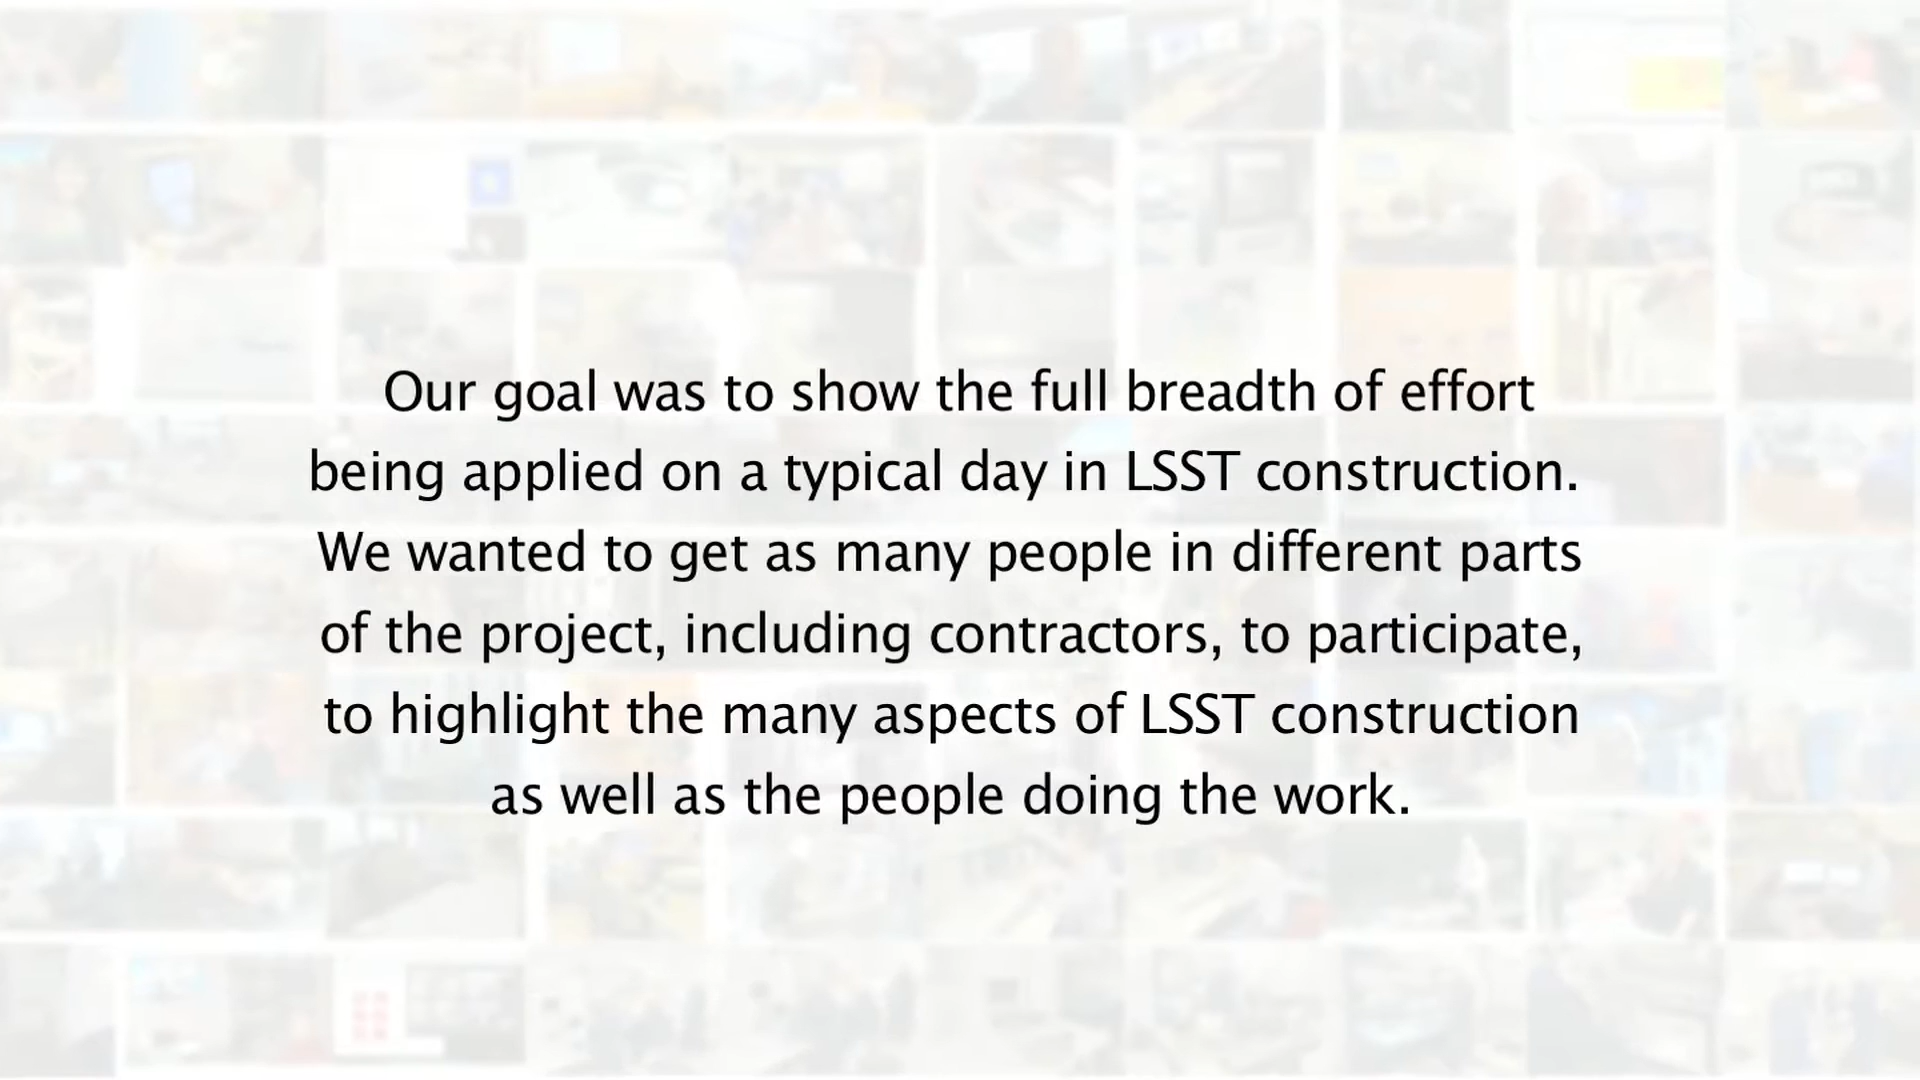 Our goal was to show the full breadth of effort
being applied on a typical day in LSST construction.
We wanted to get as many people in different parts
of the project, including contractors, to participate,
to highlight the many aspects of LSST construction
as well as the people doing the work.